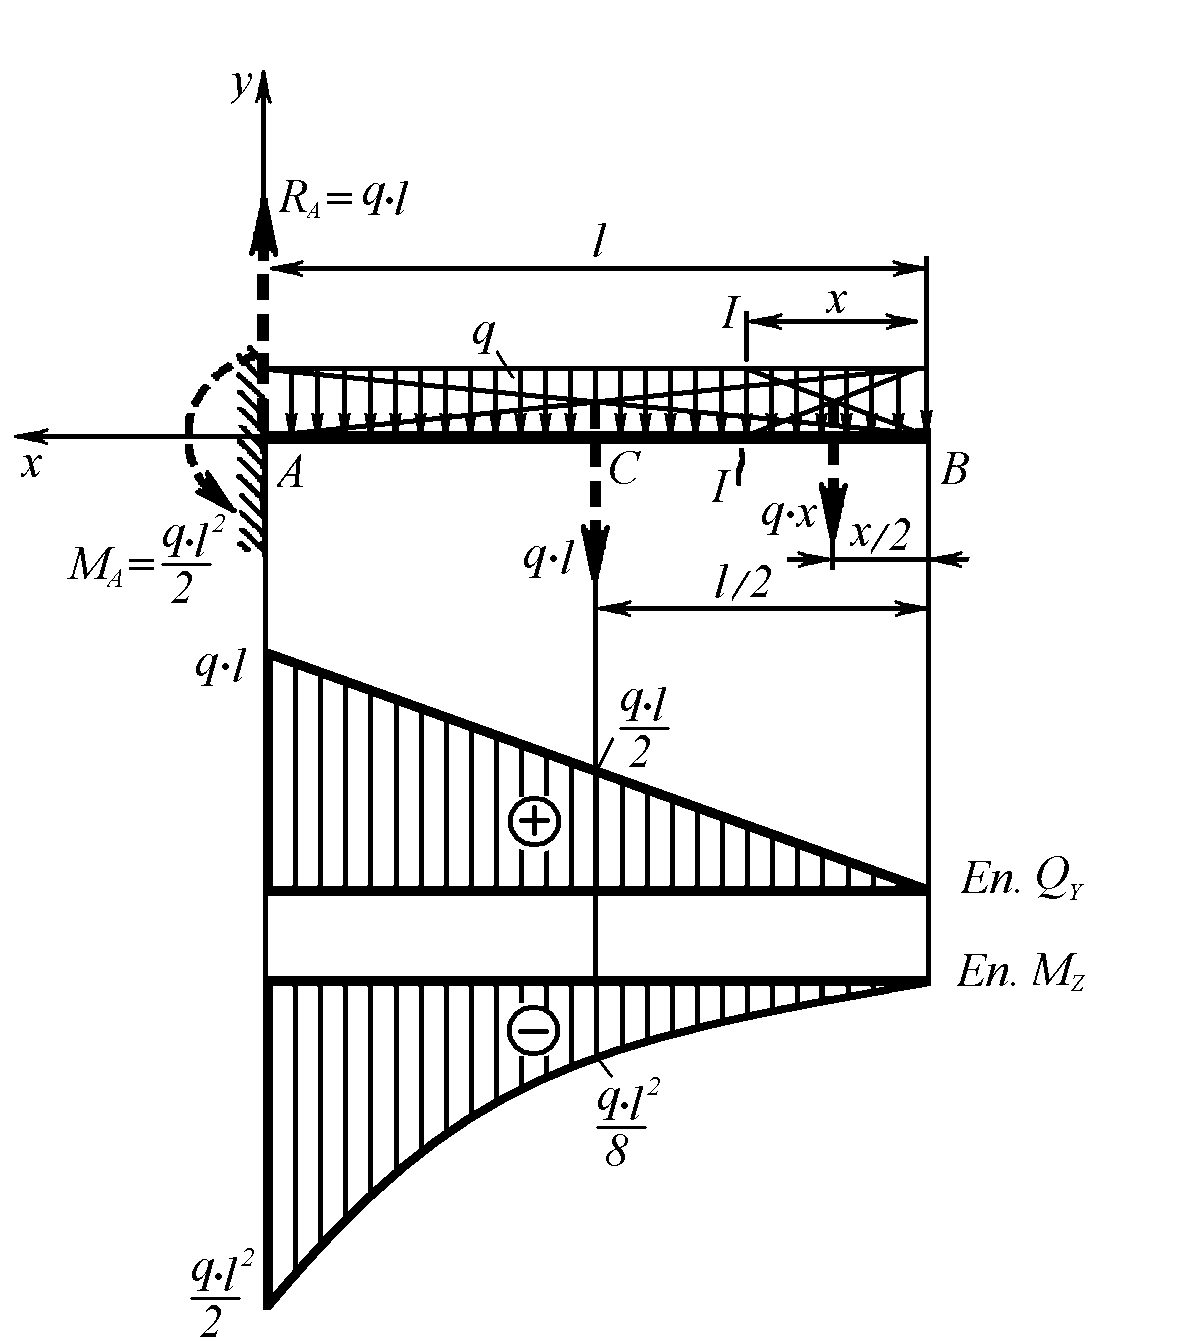 y
R_A = q·l
l
I
x
q
x
A
C
I
B
q·x
x/2
M_A = q·l²/2
q·l
l/2
q·l
q·l/2
+
En. Q_Y
En. M_Z
−
q·l²/8
q·l²/2